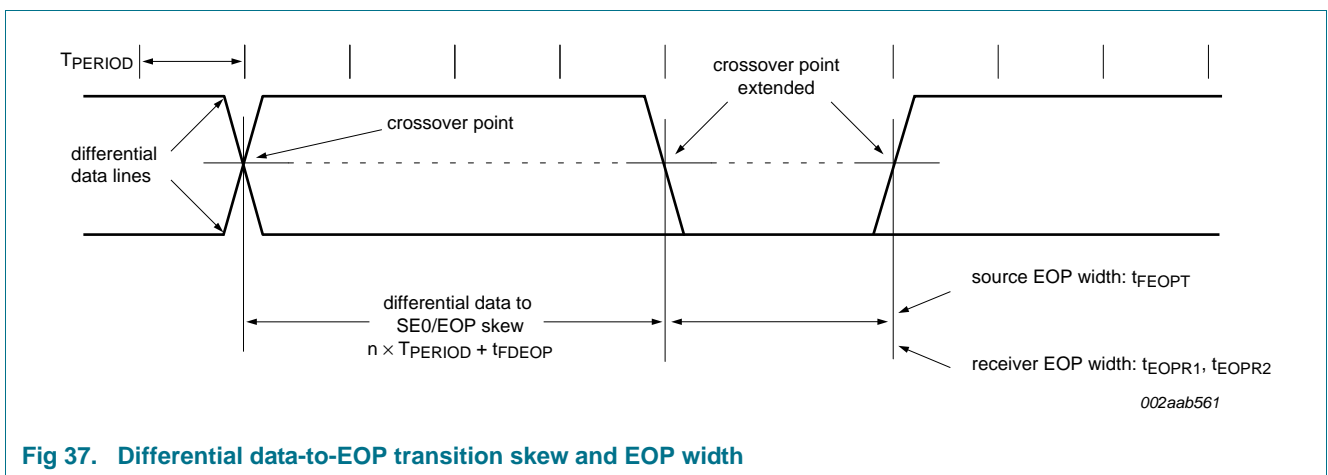 TPERIOD
crossover point
extended
crossover point
differential
data lines
differential data to
SE0/EOP skew
n × TPERIOD + tFDEOP
source EOP width: tFEOPT
receiver EOP width: tEOPR1, tEOPR2
002aab561
Fig 37. Differential data-to-EOP transition skew and EOP width